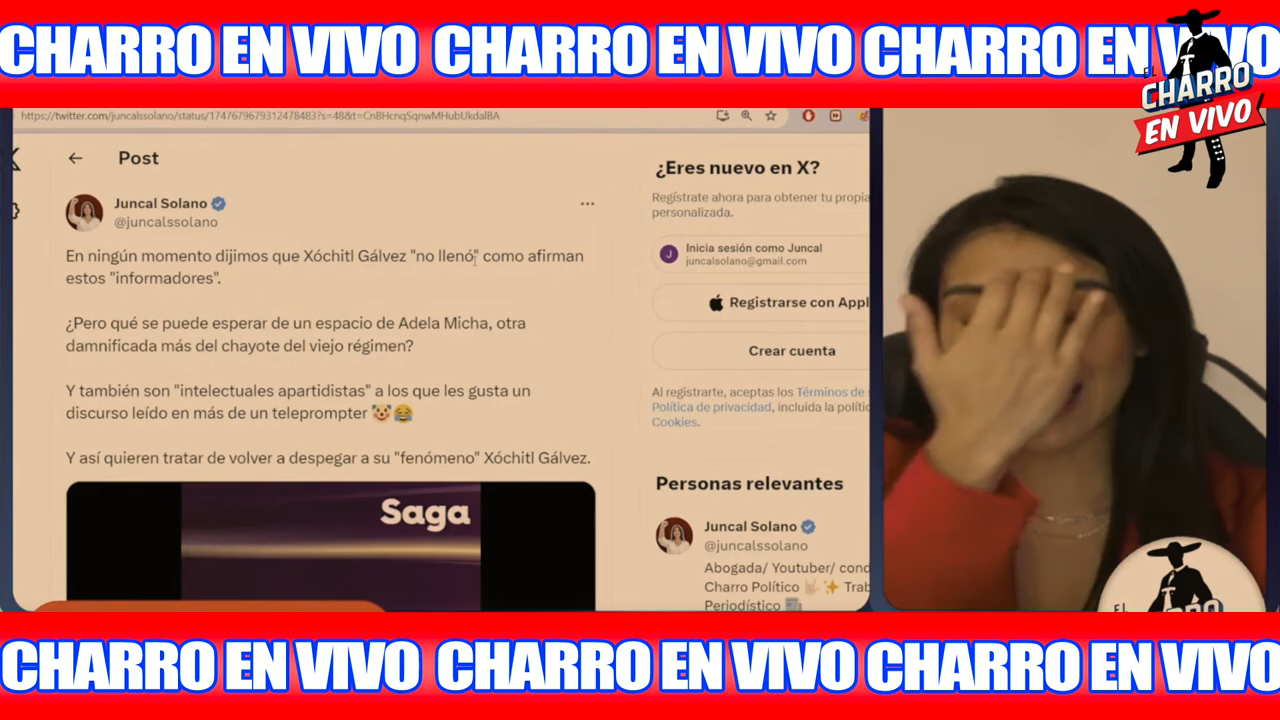 CHARRO EN VIVO CHARRO EN VIVO CHARRO EN VIVO
EL
CHARRO
EN VIVO
https://twitter.com/juncalssolano/status/1747679679312478483?s=48&t=CnBHcnqSqnwMHubUkdalBA
Post
Juncal Solano
@juncalssolano
En ningún momento dijimos que Xóchitl Gálvez "no llenó" como afirman
estos "informadores".
¿Pero qué se puede esperar de un espacio de Adela Micha, otra
damnificada más del chayote del viejo régimen?
Y también son "intelectuales apartidistas" a los que les gusta un
discurso leído en más de un teleprompter 🤡😂
Y así quieren tratar de volver a despegar a su "fenómeno" Xóchitl Gálvez.
Saga
¿Eres nuevo en X?
Regístrate ahora para obtener tu propia
personalizada.
J
Inicia sesión como Juncal
juncalsolano@gmail.com
Registrarse con Appl
Crear cuenta
Al registrarte, aceptas los Términos de
Política de privacidad, incluida la polític
Cookies.
Personas relevantes
Juncal Solano
@juncalssolano
Abogada/ Youtuber/ cond
Charro Político 🤟🏻✨ Trab
Periodístico 📰
EL
CHARRO
CHARRO EN VIVO CHARRO EN VIVO CHARRO EN VIVO